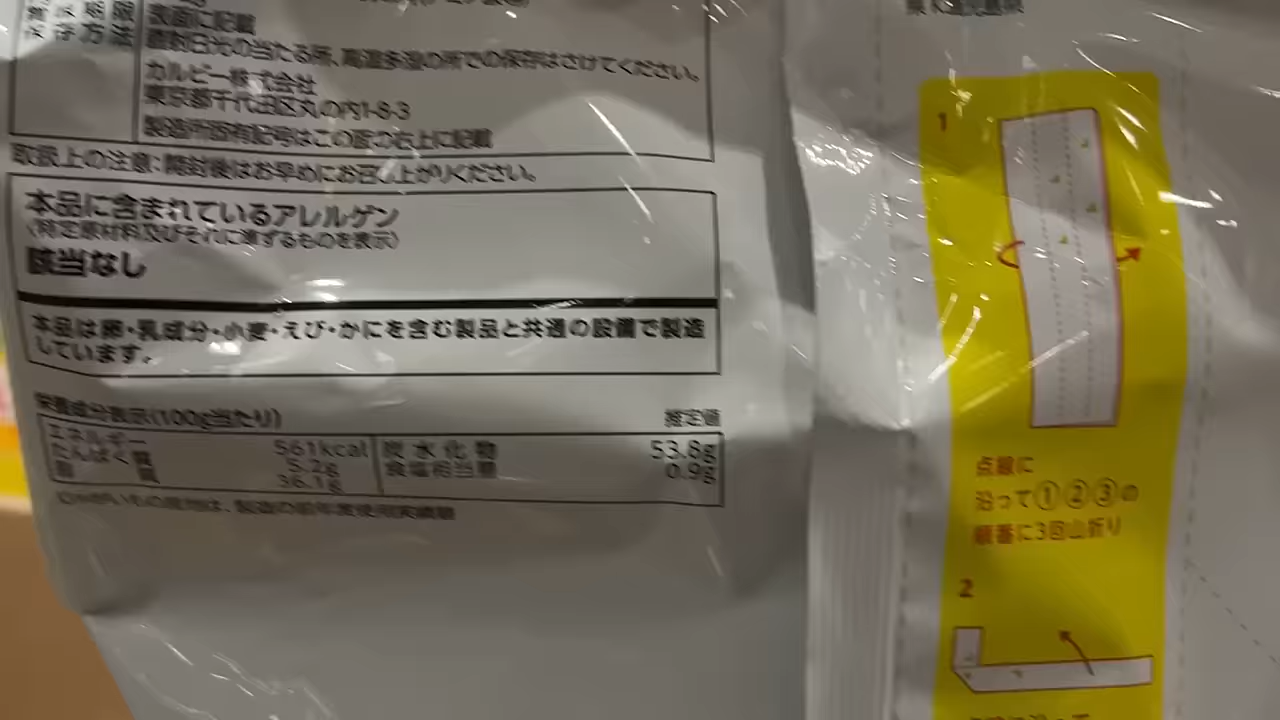 表面に記載
保存方法
直射日光の当たる所、高温多湿の所での保存はさけてください。
カルビー株式会社
東京都千代田区丸の内1-8-3
製造所固有記号はこの面の右上に記載
取扱上の注意:開封後はお早めにお召し上がりください。
本品に含まれているアレルゲン
(特定原材料及びそれに準ずるものを表示)
該当なし
本品は卵・乳成分・小麦・えび・かにを含む製品と共通の設備で製造
しています。
栄養成分表示(100g当たり) 推定値
エネルギー 561kcal 炭水化物 53.8g
たんぱく質 5.2g 食塩相当量 0.9g
脂質 36.1g
1
点線に
沿って①②③の
順番に3回山折り
2